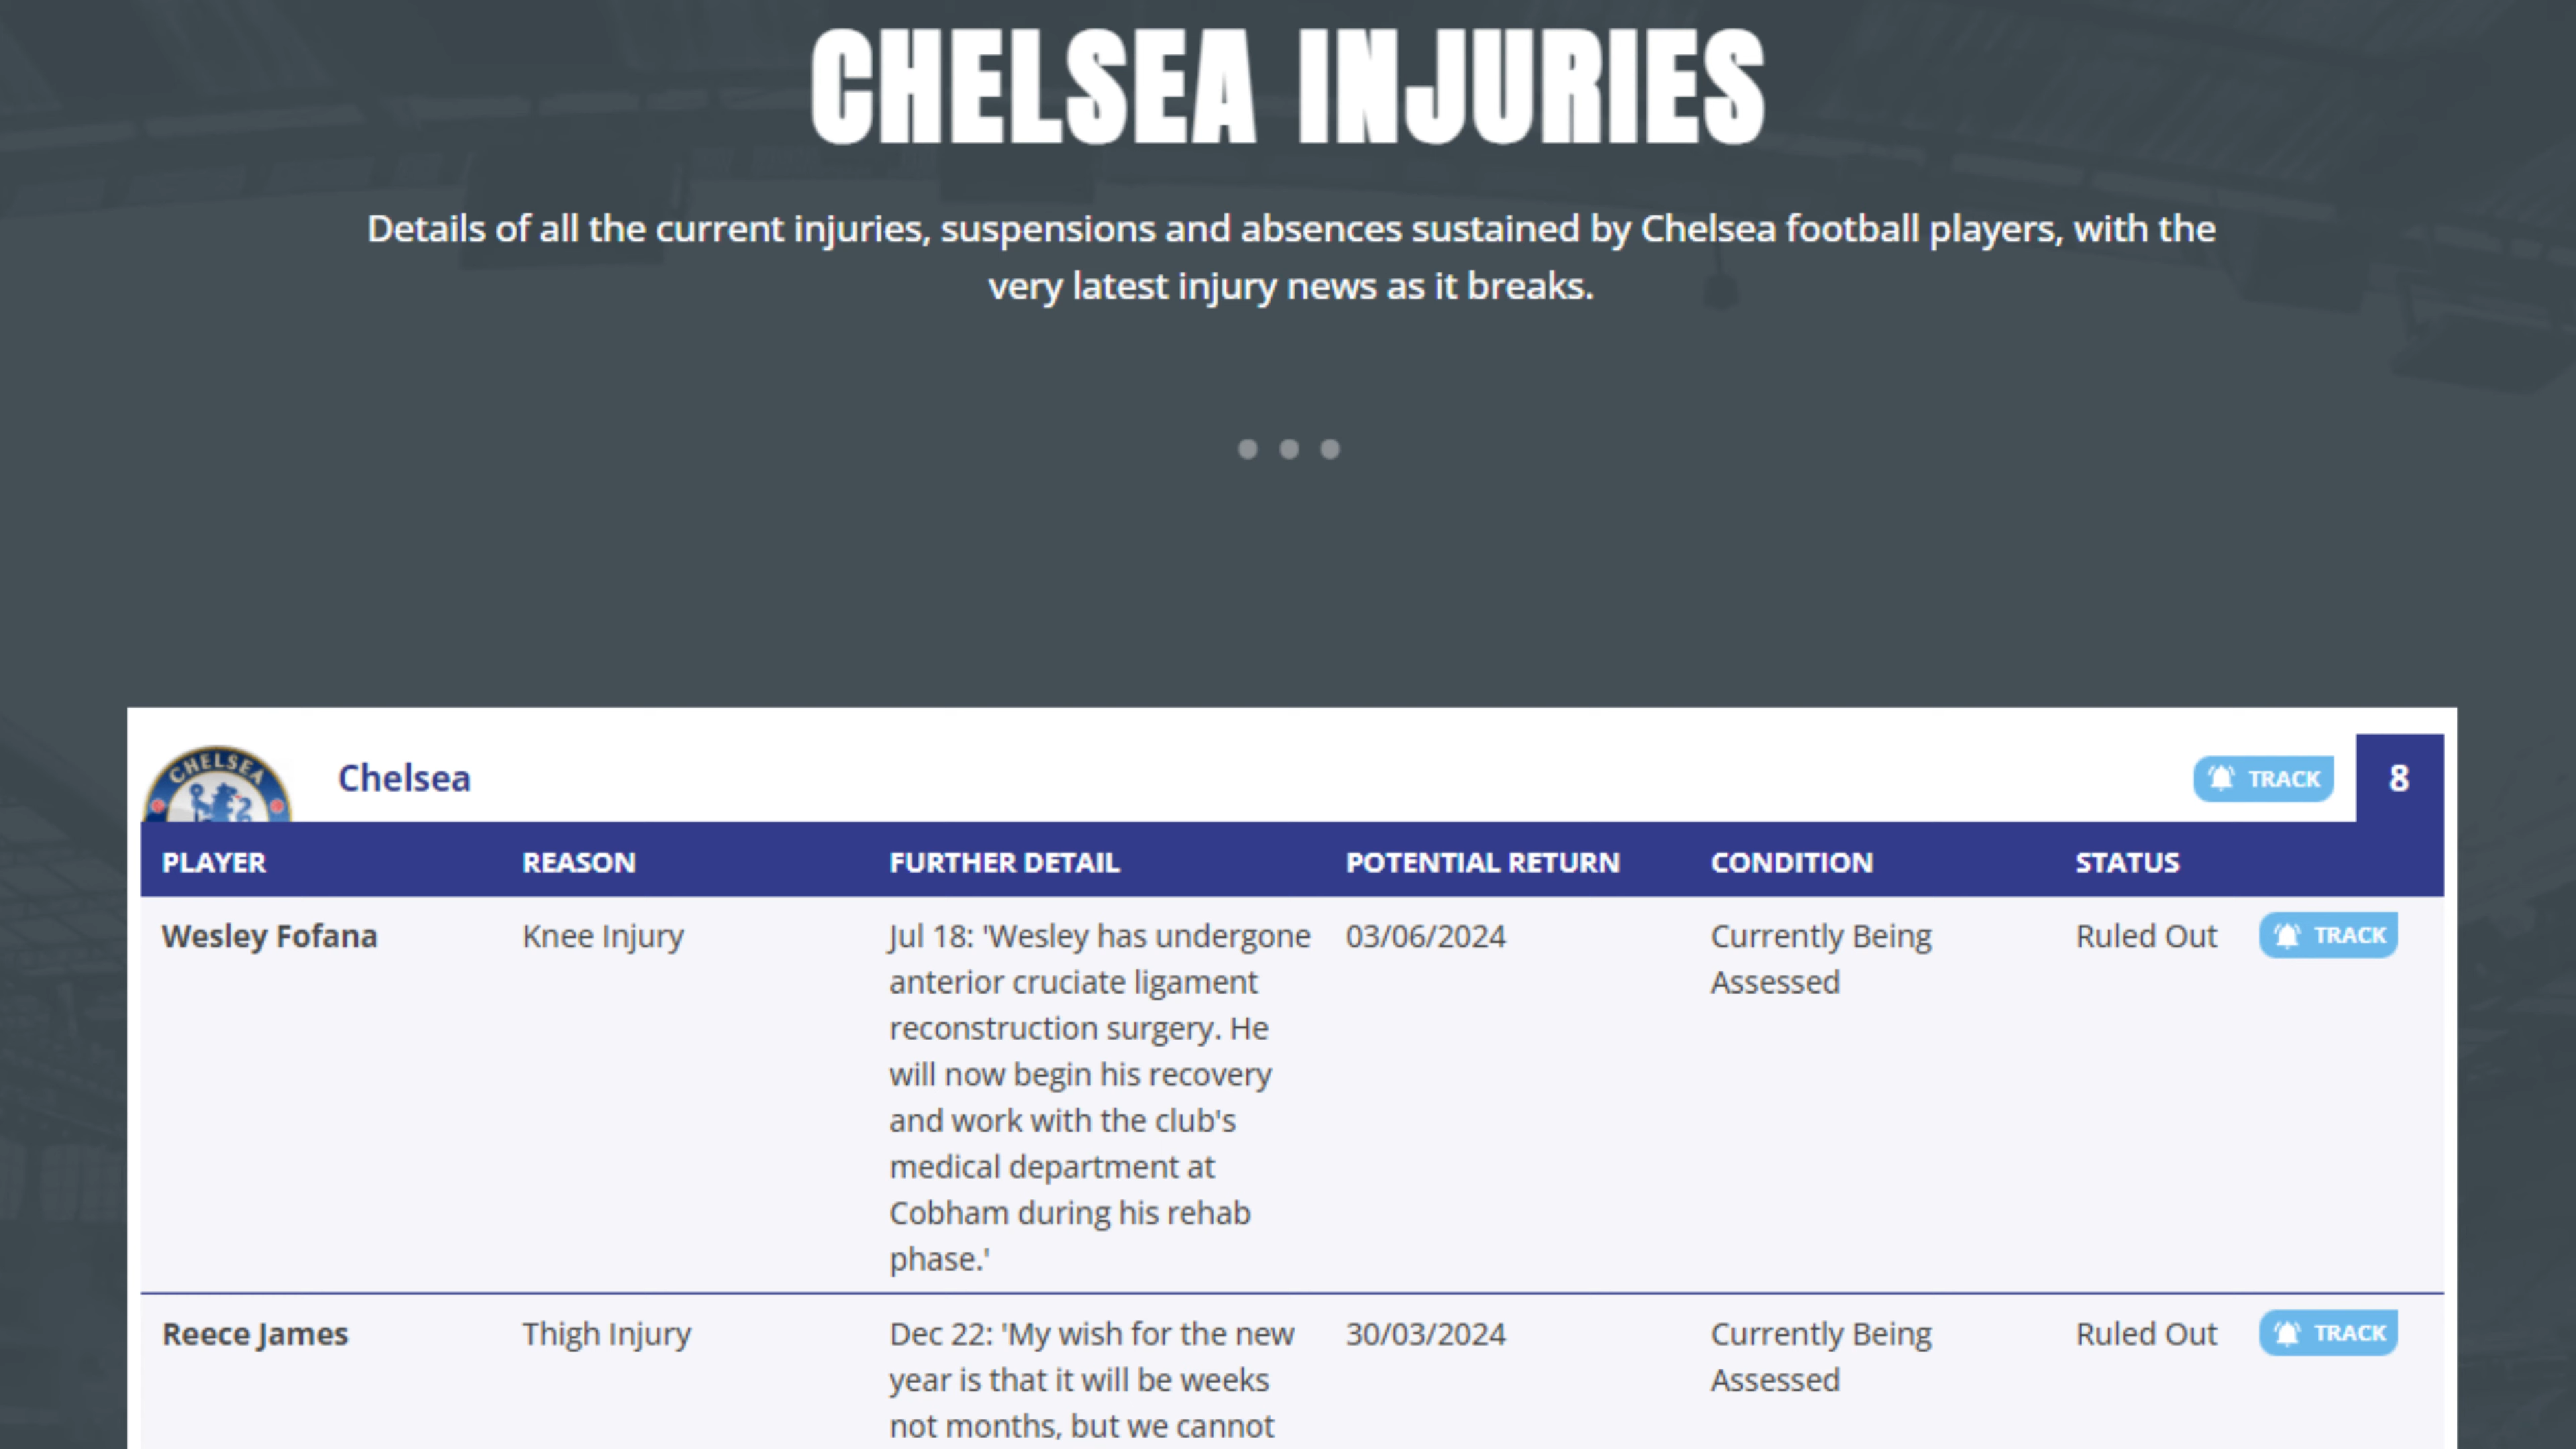 CHELSEA INJURIES
Details of all the current injuries, suspensions and absences sustained by Chelsea football players, with the
very latest injury news as it breaks.
CHELSEA
Chelsea
TRACK
8
PLAYER REASON FURTHER DETAIL POTENTIAL RETURN CONDITION STATUS
Wesley Fofana Knee Injury Jul 18: 'Wesley has undergone 03/06/2024 Currently Being Ruled Out TRACK
anterior cruciate ligament Assessed
reconstruction surgery. He
will now begin his recovery
and work with the club's
medical department at
Cobham during his rehab
phase.'
Reece James Thigh Injury Dec 22: 'My wish for the new 30/03/2024 Currently Being Ruled Out TRACK
year is that it will be weeks Assessed
not months, but we cannot